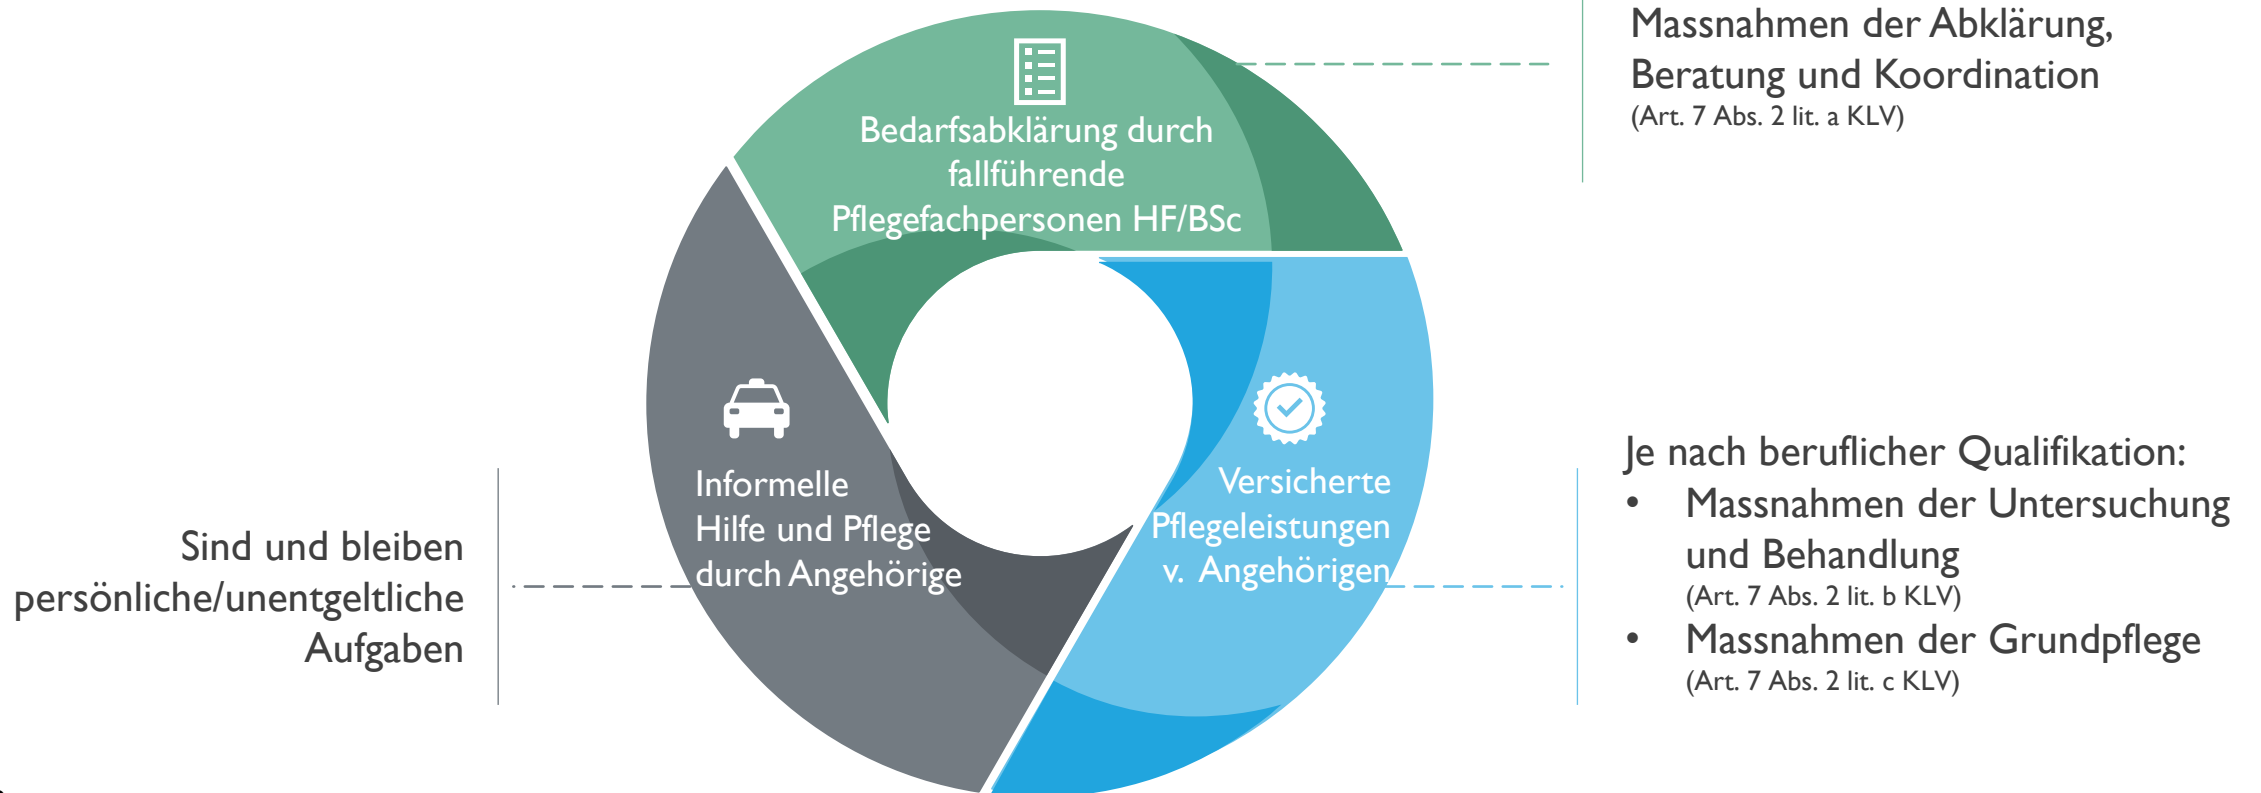 Massnahmen der Abklärung,
Beratung und Koordination
(Art. 7 Abs. 2 lit. a KLV)
Bedarfsabklärung durch
fallführende
Pflegefachpersonen HF/BSc
Informelle
Hilfe und Pflege
durch Angehörige
Versicherte
Pflegeleistungen
v. Angehörigen
Sind und bleiben
persönliche/unentgeltliche
Aufgaben
Je nach beruflicher Qualifikation:
• Massnahmen der Untersuchung
und Behandlung
(Art. 7 Abs. 2 lit. b KLV)
• Massnahmen der Grundpflege
(Art. 7 Abs. 2 lit. c KLV)